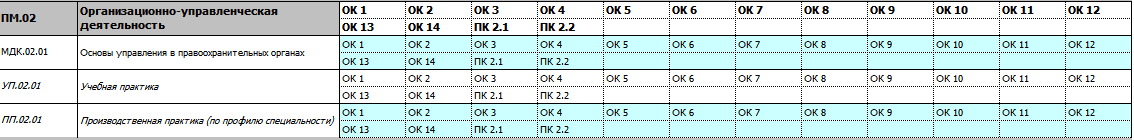 ПМ.02 Организационно-управленческая деятельность ОК 1 ОК 2 ОК 3 ОК 4 ОК 5 ОК 6 ОК 7 ОК 8 ОК 9 ОК 10 ОК 11 ОК 12
ОК 13 ОК 14 ПК 2.1 ПК 2.2
МДК.02.01 Основы управления в правоохранительных органах ОК 1 ОК 2 ОК 3 ОК 4 ОК 5 ОК 6 ОК 7 ОК 8 ОК 9 ОК 10 ОК 11 ОК 12
ОК 13 ОК 14 ПК 2.1 ПК 2.2
УП.02.01 Учебная практика ОК 1 ОК 2 ОК 3 ОК 4 ОК 5 ОК 6 ОК 7 ОК 8 ОК 9 ОК 10 ОК 11 ОК 12
ОК 13 ОК 14 ПК 2.1 ПК 2.2
ПП.02.01 Производственная практика (по профилю специальности) ОК 1 ОК 2 ОК 3 ОК 4 ОК 5 ОК 6 ОК 7 ОК 8 ОК 9 ОК 10 ОК 11 ОК 12
ОК 13 ОК 14 ПК 2.1 ПК 2.2